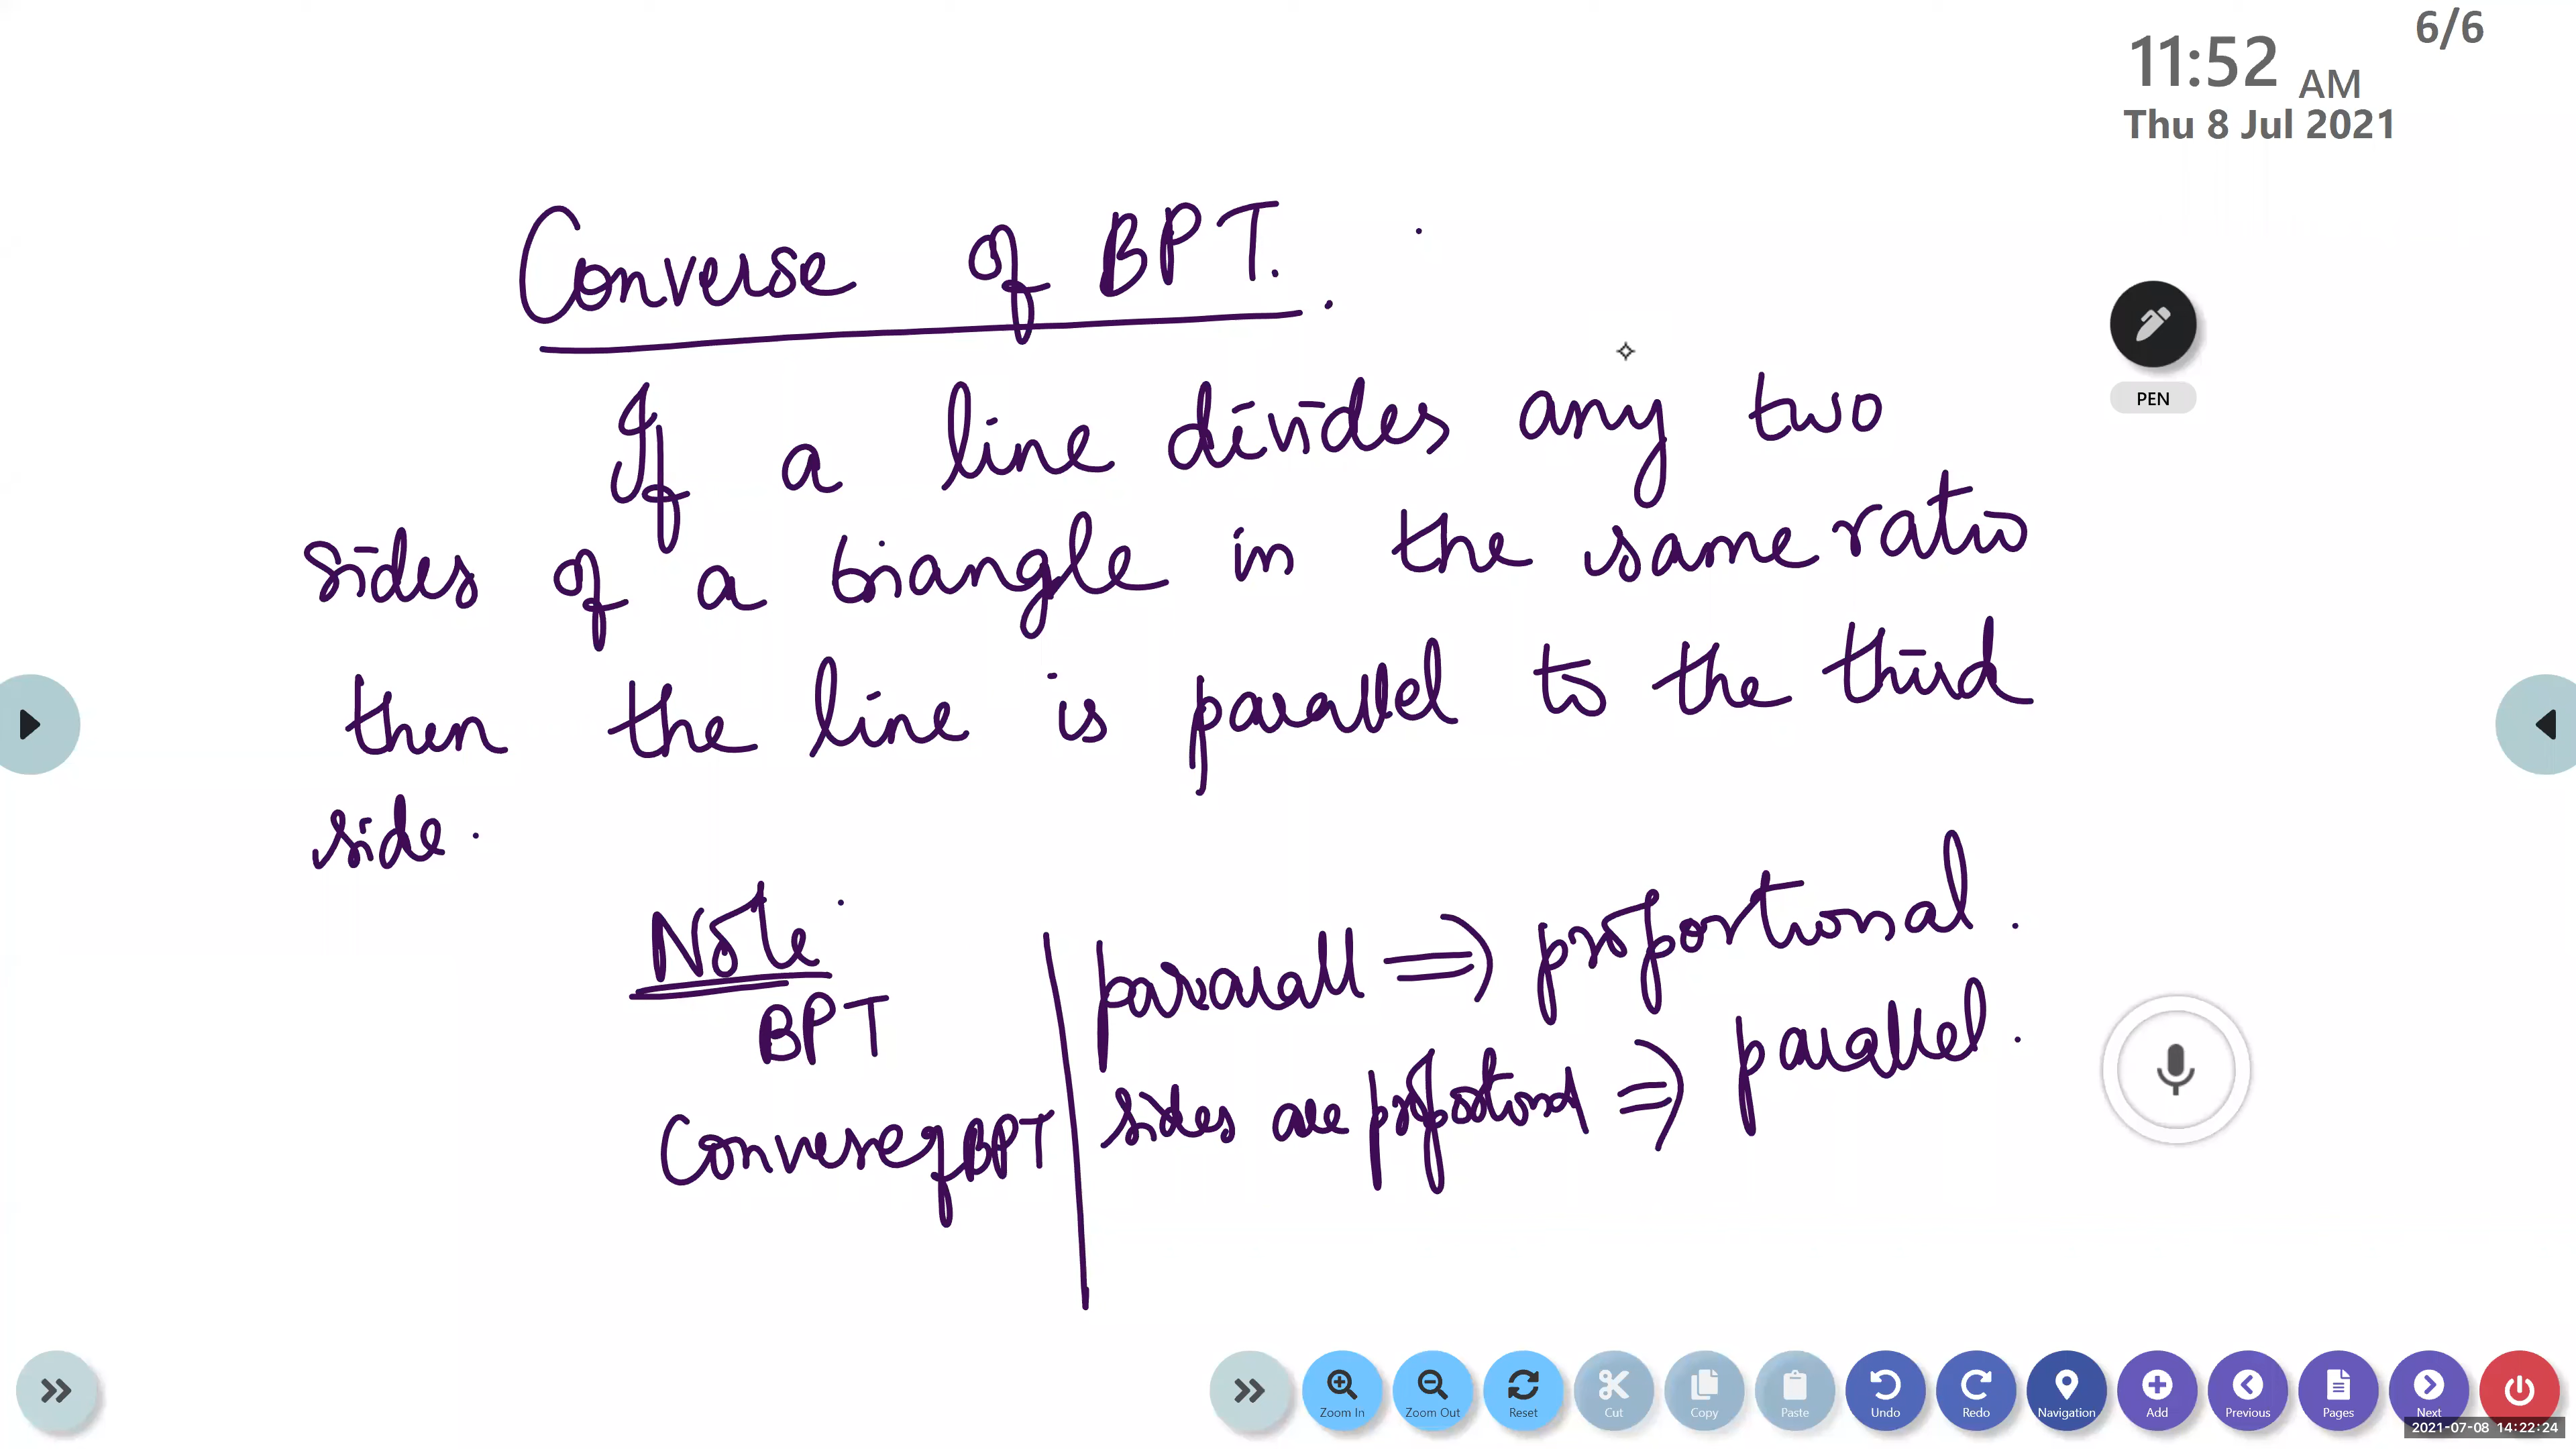 6/6
11:52 AM
Thu 8 Jul 2021
Converse of BPT.
PEN
If a line divides any two
sides of a triangle in the same ratio
then the line is parallel to the third
side.
Note:
BPT pararall ⇒ proportional.
Converse of BPT sides are proportional ⇒ parallel.
Zoom In Zoom Out Reset Cut Copy Paste Undo Redo Navigation Add Previous Pages Next
2021-07-08 14:22:24